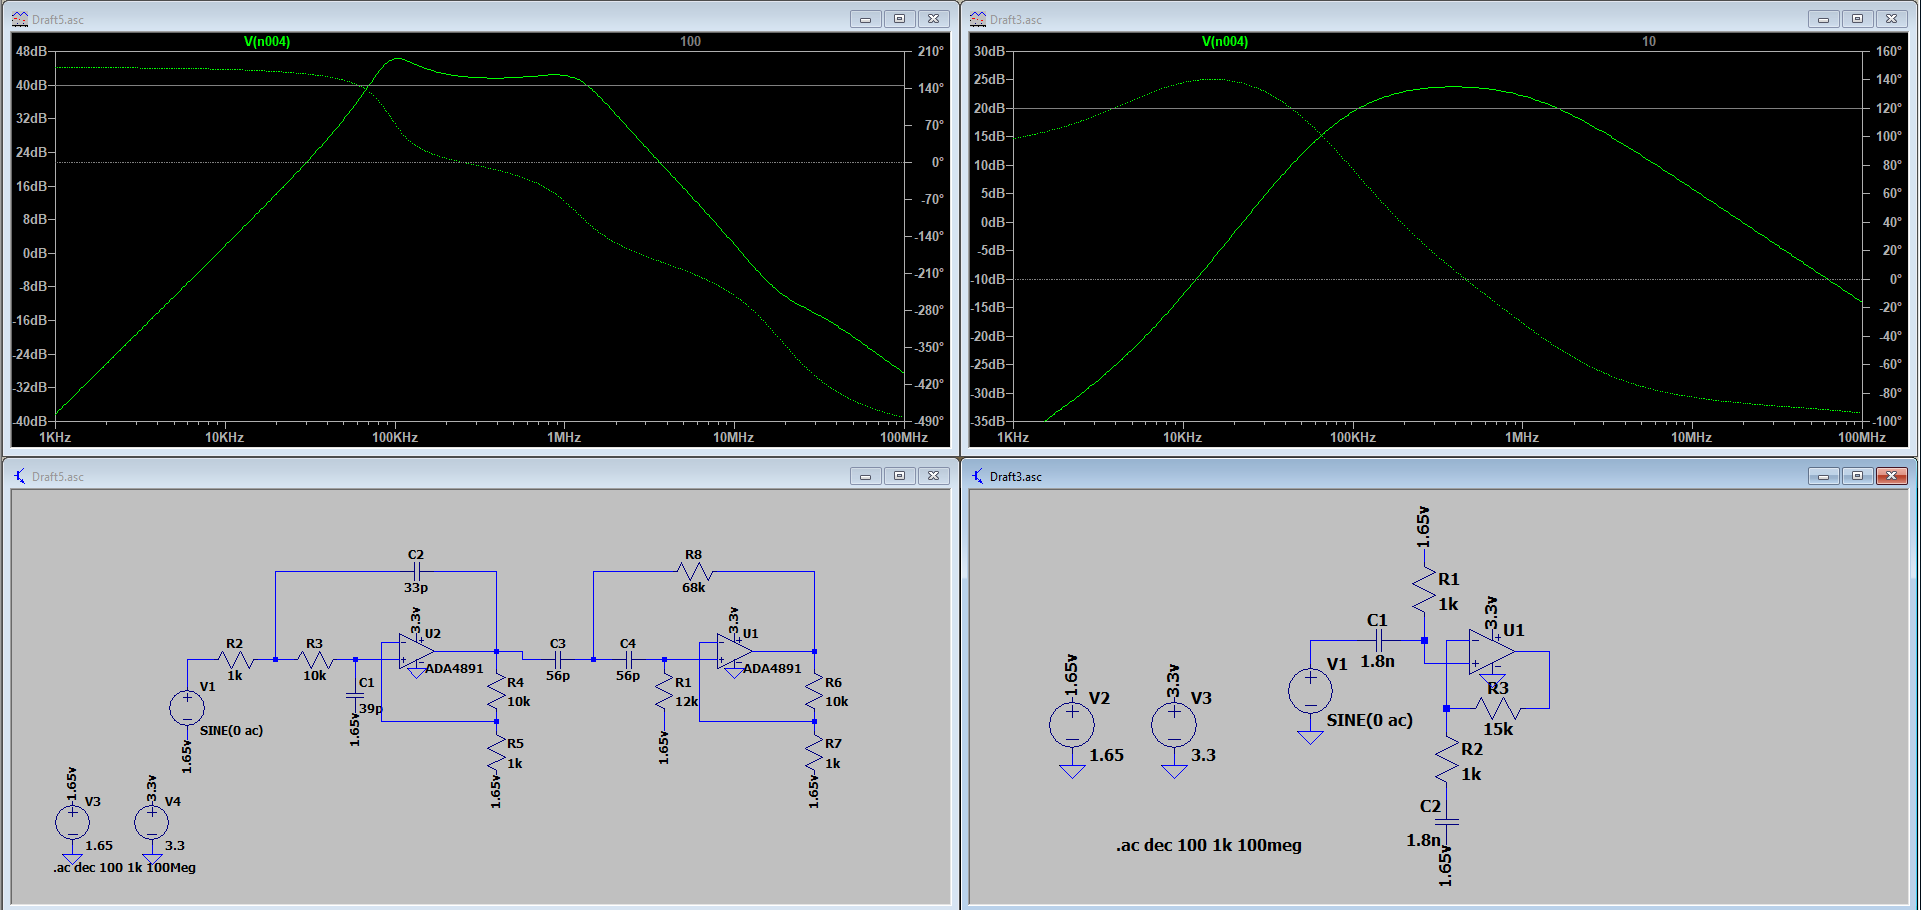 Draft5.asc
V(n004)
100
48dB
40dB
32dB
24dB
16dB
8dB
0dB
-8dB
-16dB
-24dB
-32dB
-40dB
210°
140°
70°
0°
-70°
-140°
-210°
-280°
-350°
-420°
-490°
1KHz 10KHz 100KHz 1MHz 10MHz 100MHz
Draft3.asc
V(n004)
10
30dB
25dB
20dB
15dB
10dB
5dB
0dB
-5dB
-10dB
-15dB
-20dB
-25dB
-30dB
-35dB
160°
140°
120°
100°
80°
60°
40°
20°
0°
-20°
-40°
-60°
-80°
-100°
1KHz 10KHz 100KHz 1MHz 10MHz 100MHz
Draft5.asc
C2
33p
R8
68k
R2
1k
R3
10k
3.3v
U2
ADA4891
C1
39p
1.65v
V1
SINE(0 ac)
1.65v
R4
10k
R5
1k
1.65v
C3
56p
C4
56p
R1
12k
1.65v
3.3v
U1
ADA4891
R6
10k
R7
1k
1.65v
1.65v
V3
1.65
3.3v
V4
3.3
.ac dec 100 1k 100Meg
Draft3.asc
1.65v
R1
1k
C1
1.8n
3.3v
U1
V1
SINE(0 ac)
R3
15k
R2
1k
C2
1.8n
1.65v
1.65v
V2
1.65
3.3v
V3
3.3
.ac dec 100 1k 100meg